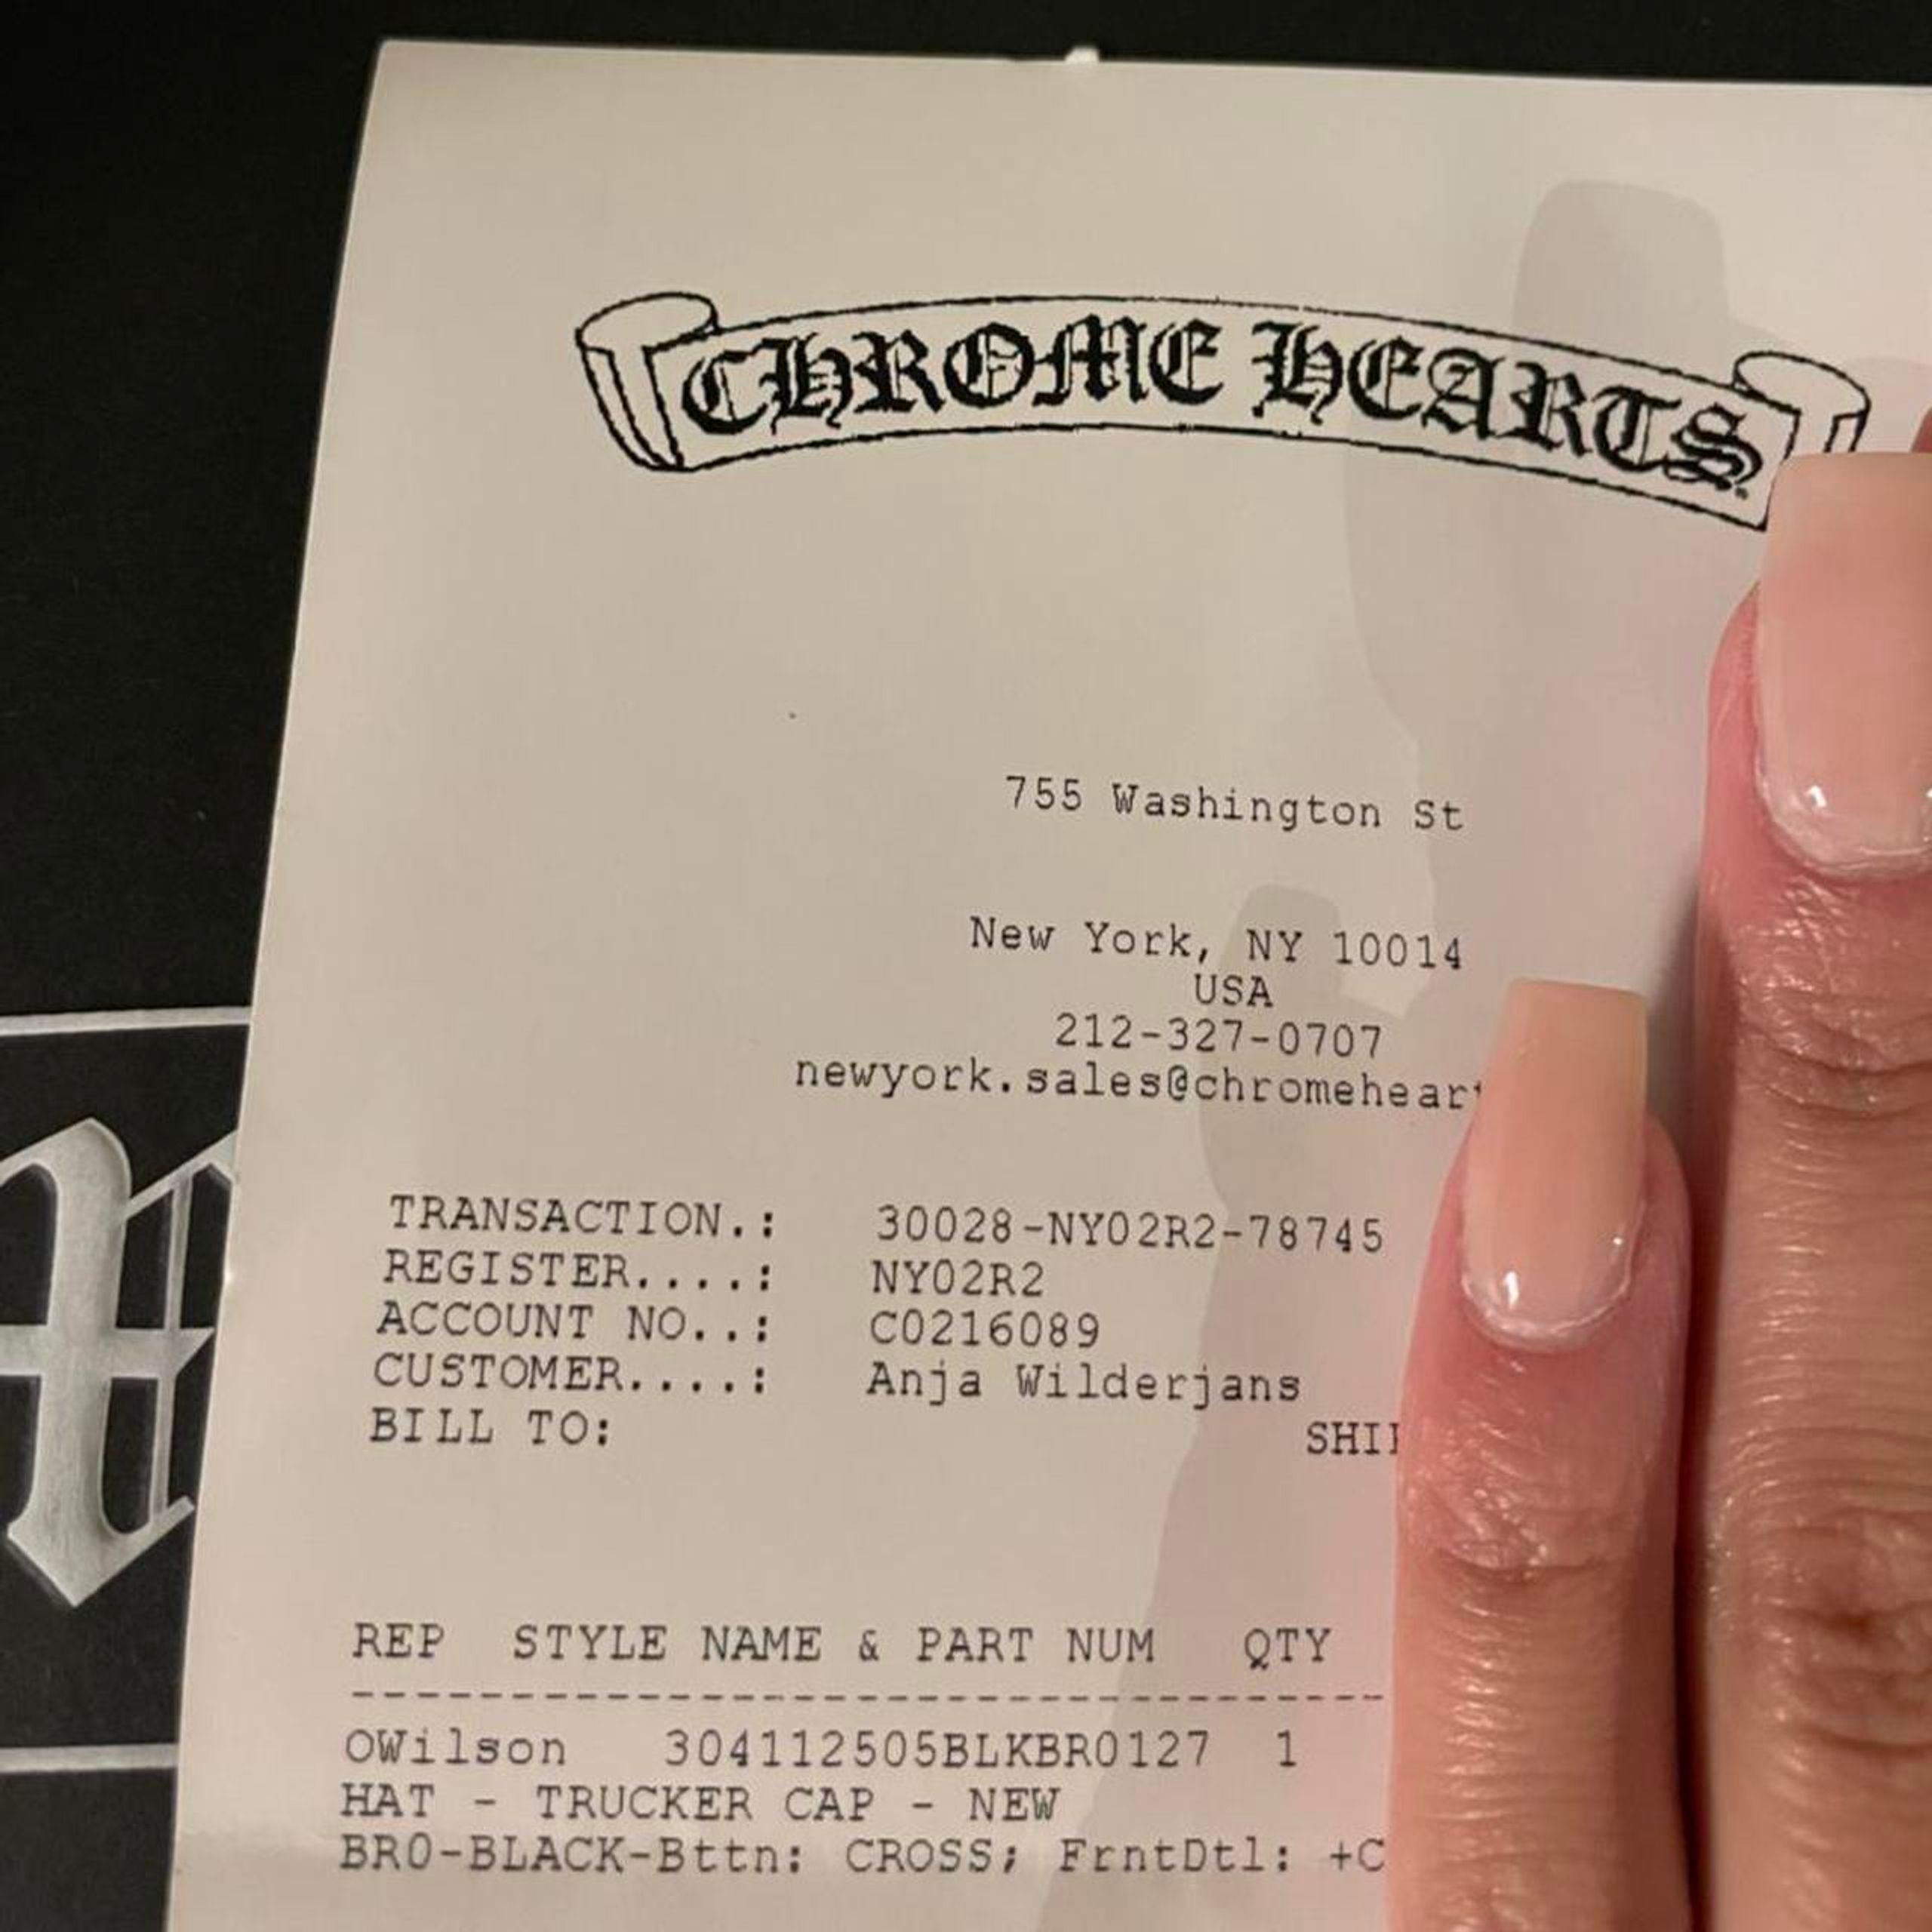 CHROME HEARTS
755 Washington St
New York, NY 10014
USA
212-327-0707
newyork.sales@chromehear
TRANSACTION.: 30028-NY02R2-78745
REGISTER....: NY02R2
ACCOUNT NO..: C0216089
CUSTOMER....: Anja Wilderjans
BILL TO: SHI
REP STYLE NAME & PART NUM QTY
OWilson 304112505BLKBR0127 1
HAT - TRUCKER CAP - NEW
BR0-BLACK-Bttn: CROSS; FrntDtl: +C